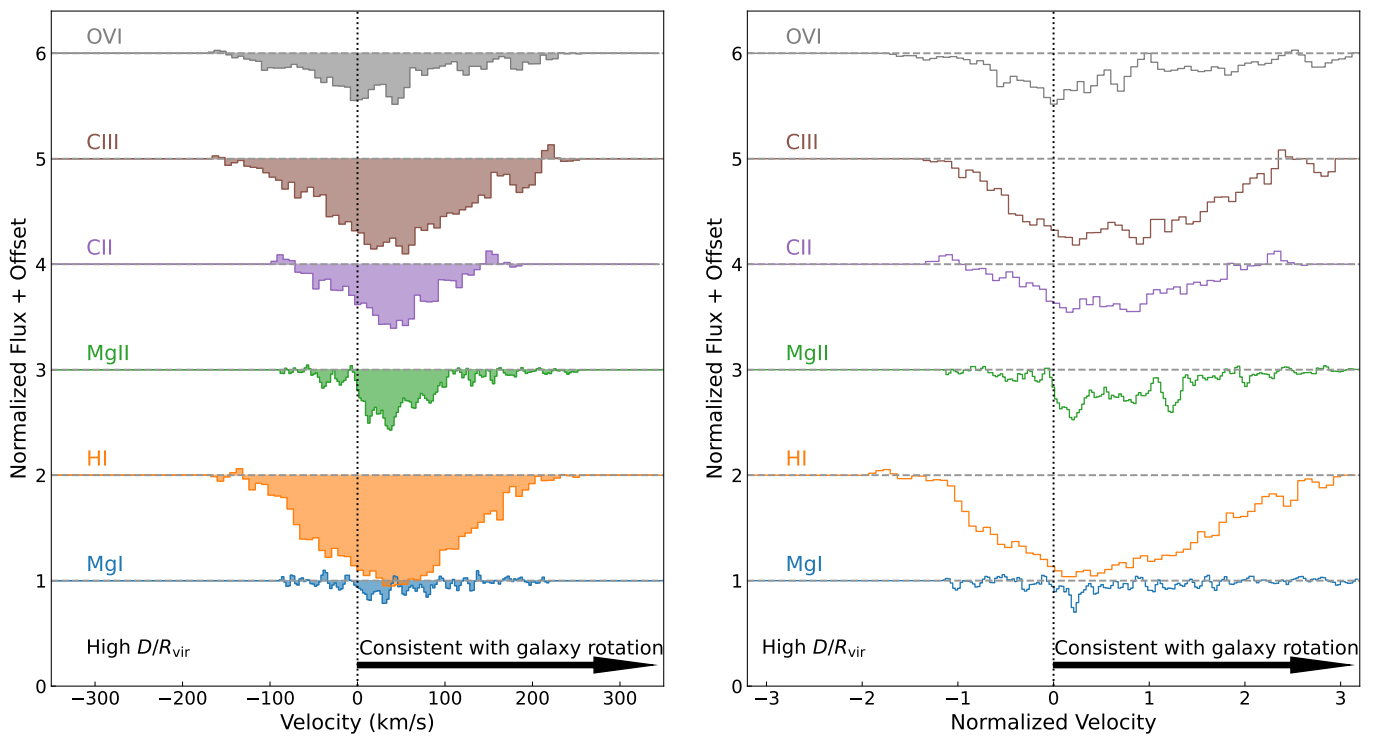 Normalized Flux + Offset
6
5
4
3
2
1
0
OVI
CIII
CII
MgII
HI
MgI
High D/Rvir
Consistent with galaxy rotation
−300
−200
−100
0
100
200
300
Velocity (km/s)
Normalized Flux + Offset
6
5
4
3
2
1
0
OVI
CIII
CII
MgII
HI
MgI
High D/Rvir
Consistent with galaxy rotation
−3
−2
−1
0
1
2
3
Normalized Velocity